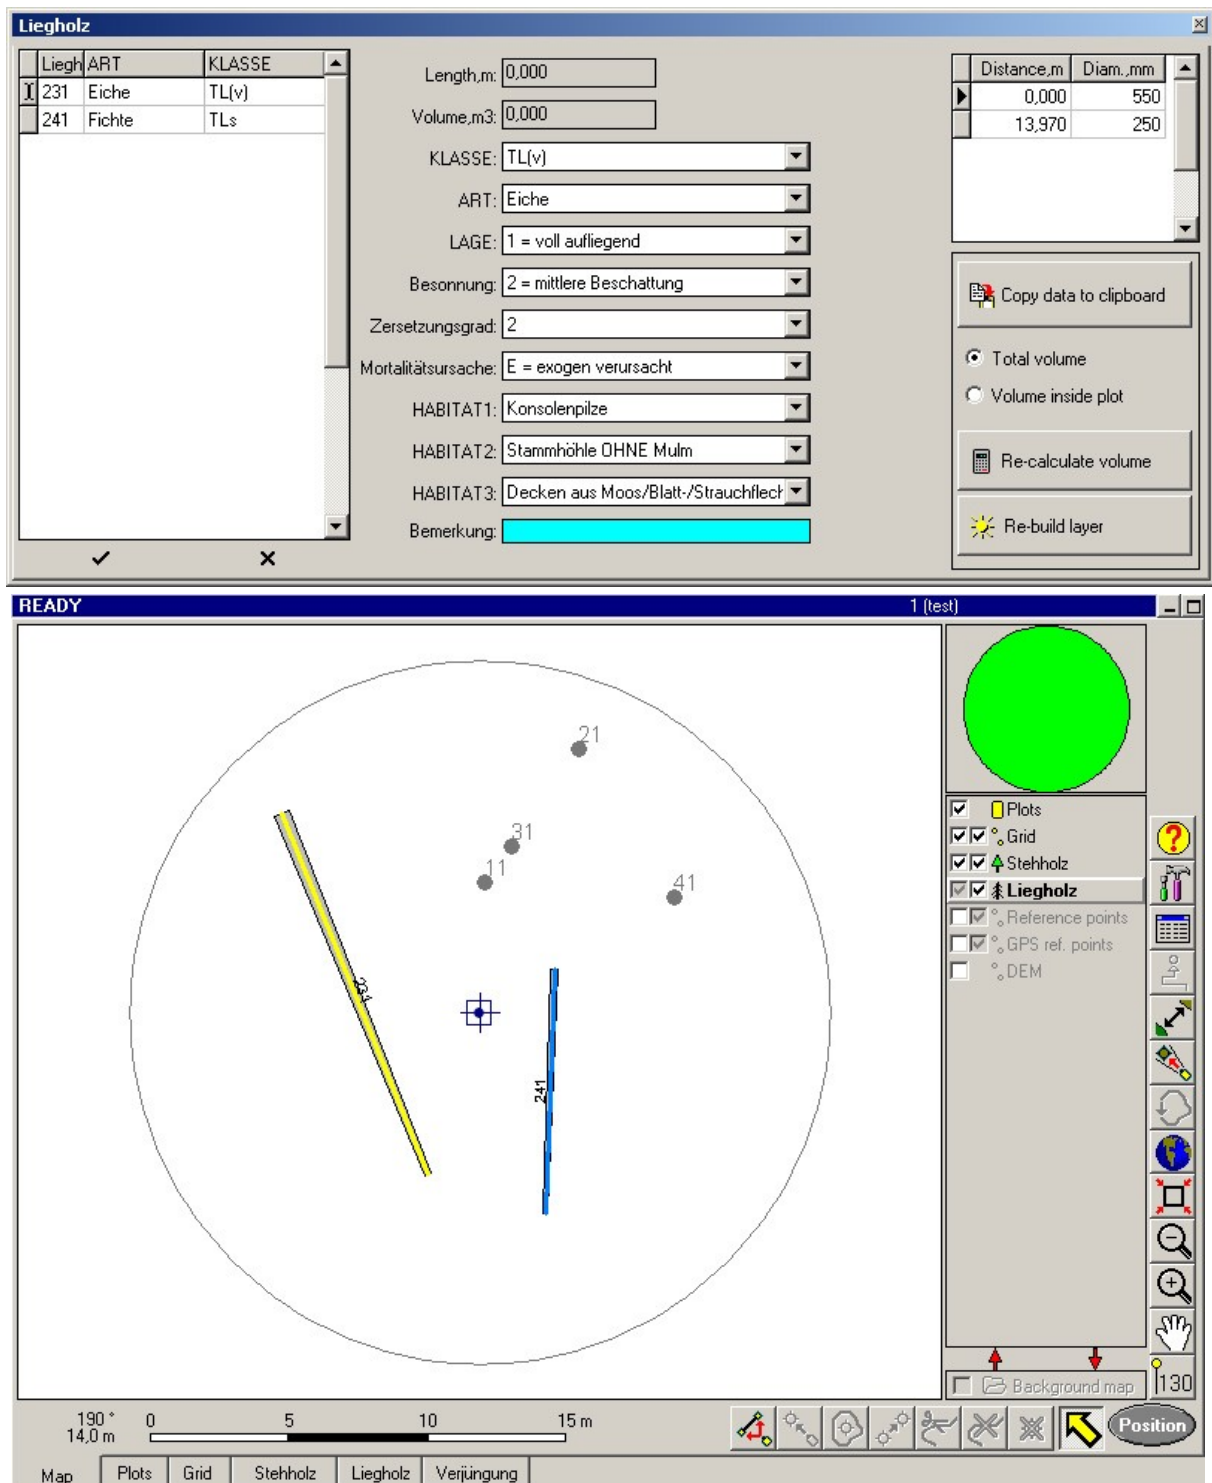 Liegholz
Liegh ART KLASSE
231 Eiche TL(v)
241 Fichte TLs
Length,m: 0,000
Volume,m3: 0,000
KLASSE: TL(v)
ART: Eiche
LAGE: 1 = voll aufliegend
Besonnung: 2 = mittlere Beschattung
Zersetzungsgrad: 2
Mortalitätsursache: E = exogen verursacht
HABITAT1: Konsolenpilze
HABITAT2: Stammhöhle OHNE Mulm
HABITAT3: Decken aus Moos/Blatt-/Strauchflech
Bemerkung:
Distance,m Diam.,mm
0,000 550
13,970 250
Copy data to clipboard
Total volume
Volume inside plot
Re-calculate volume
Re-build layer
READY 1 (test)
21
31
11
41
231
241
Plots
Grid
Stehholz
Liegholz
Reference points
GPS ref. points
DEM
Background map
130
190 ° 0 5 10 15 m
14,0 m
Position
Map Plots Grid Stehholz Liegholz Verjüngung